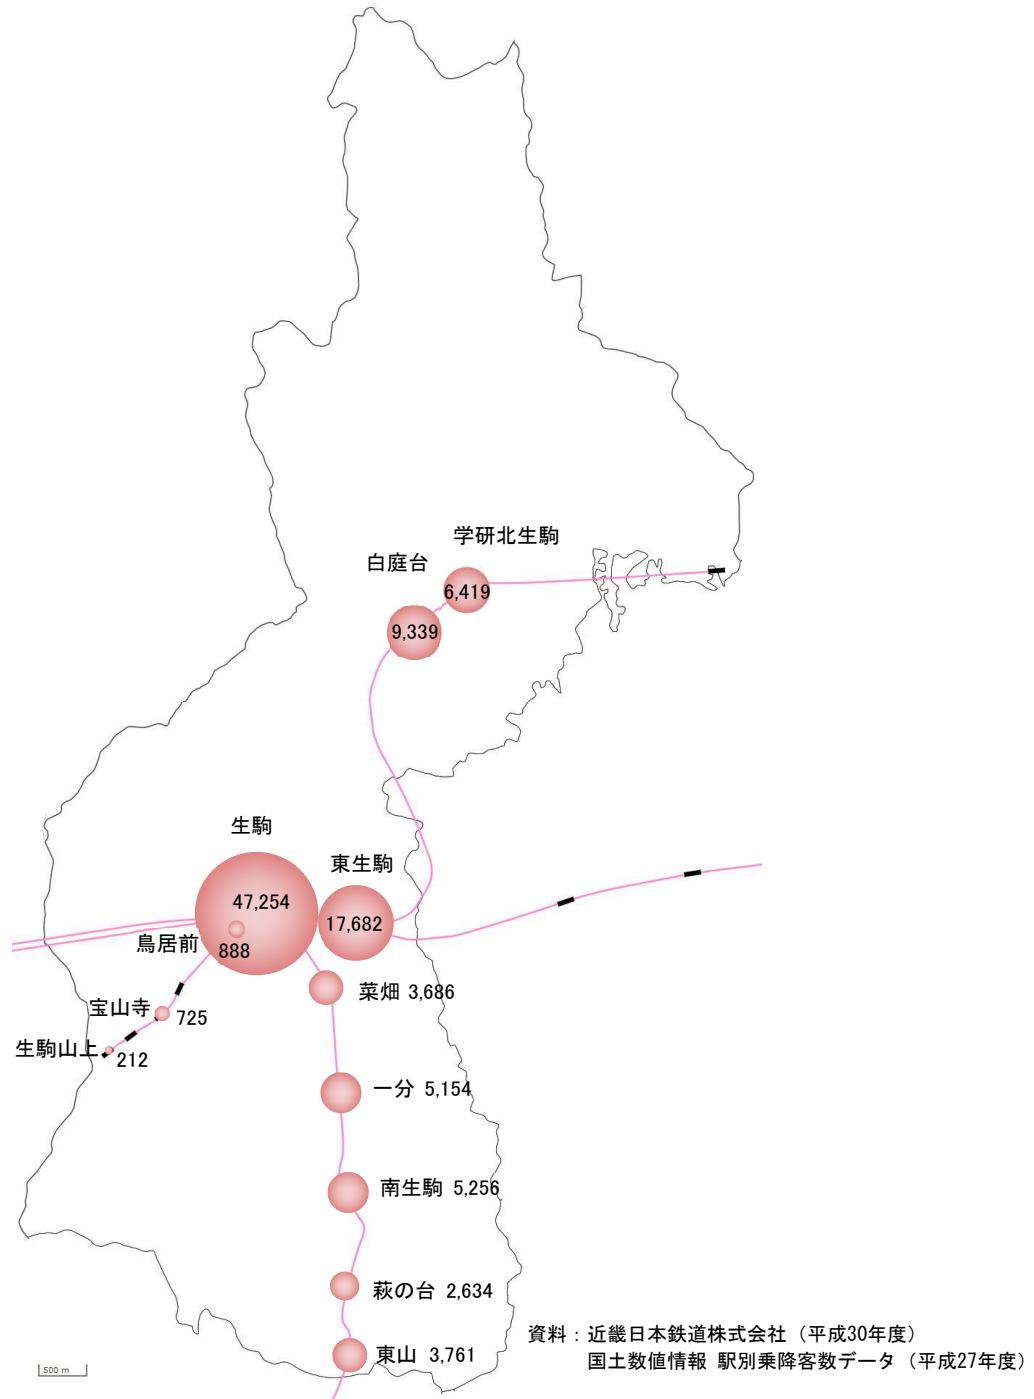 学研北生駒
白庭台
6,419
9,339
生駒
東生駒
47,254
17,682
鳥居前
888
菜畑 3,686
宝山寺
725
生駒山上
212
一分 5,154
南生駒 5,256
萩の台 2,634
東山 3,761
資料：近畿日本鉄道株式会社（平成30年度）
国土数値情報 駅別乗降客数データ（平成27年度）
500 m